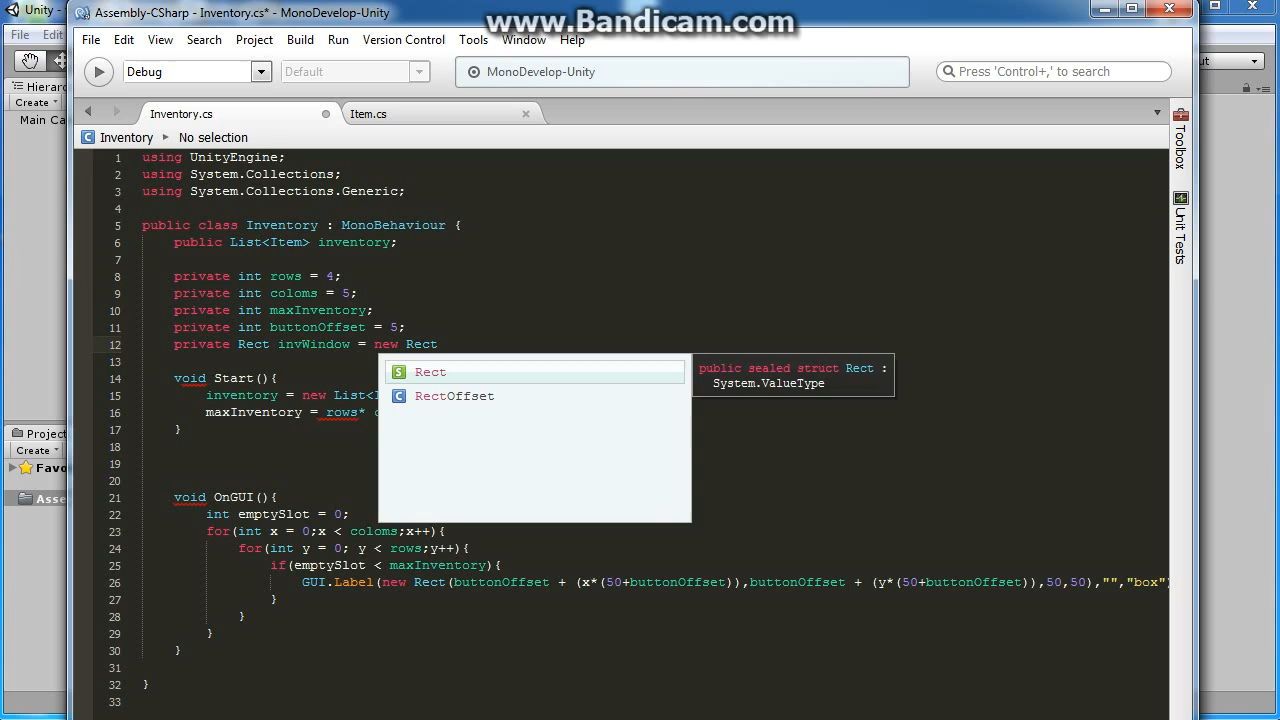 Unity -
Assembly-CSharp - Inventory.cs* - MonoDevelop-Unity
www.Bandicam.com
File Edit
File Edit View Search Project Build Run Version Control Tools Window Help
Debug
Default
MonoDevelop-Unity
Press 'Control+,' to search
ut
Hierarc
Create
Main Ca
Inventory.cs
Item.cs
Inventory
No selection
Toolbox
Unit Tests
1 using UnityEngine;
2 using System.Collections;
3 using System.Collections.Generic;
4
5 public class Inventory : MonoBehaviour {
6 public List<Item> inventory;
7
8 private int rows = 4;
9 private int coloms = 5;
10 private int maxInventory;
11 private int buttonOffset = 5;
12 private Rect invWindow = new Rect
13
14 void Start(){
15 inventory = new List<I
16 maxInventory = rows* c
17 }
18
19
20
21 void OnGUI(){
22 int emptySlot = 0;
23 for(int x = 0;x < coloms;x++){
24 for(int y = 0; y < rows;y++){
25 if(emptySlot < maxInventory){
26 GUI.Label(new Rect(buttonOffset + (x*(50+buttonOffset)),buttonOffset + (y*(50+buttonOffset)),50,50),"","box")
27 }
28 }
29 }
30 }
31
32 }
33
S Rect
C RectOffset
public sealed struct Rect :
System.ValueType
Project
Create
Favo
Asse